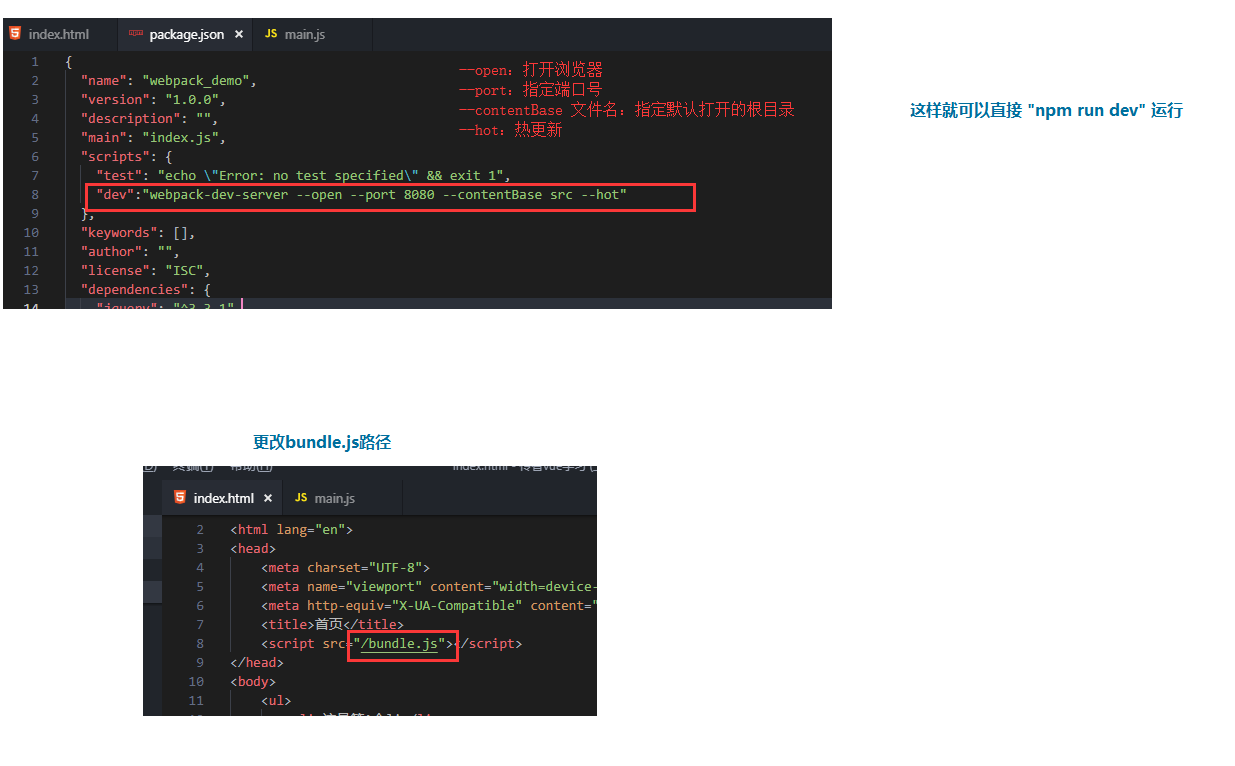 index.html package.json × JS main.js
1 {
2 "name": "webpack_demo",
3 "version": "1.0.0",
4 "description": "",
5 "main": "index.js",
6 "scripts": {
7 "test": "echo \"Error: no test specified\" && exit 1",
8 "dev":"webpack-dev-server --open --port 8080 --contentBase src --hot"
9 },
10 "keywords": [],
11 "author": "",
12 "license": "ISC",
13 "dependencies": {
14 "jquery": "^3.3.1"
--open：打开浏览器
--port：指定端口号
--contentBase 文件名：指定默认打开的根目录
--hot：热更新
这样就可以直接 "npm run dev" 运行
更改bundle.js路径
终端(T) 帮助(H) index.html -
index.html × JS main.js
2 <html lang="en">
3 <head>
4 <meta charset="UTF-8">
5 <meta name="viewport" content="width=device-
6 <meta http-equiv="X-UA-Compatible" content="
7 <title>首页</title>
8 <script src="/bundle.js"></script>
9 </head>
10 <body>
11 <ul>